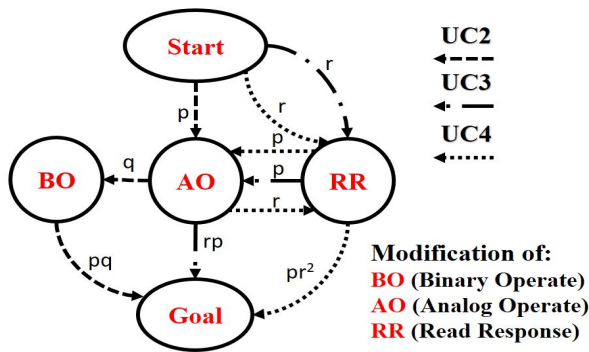 Start
UC2
UC3
UC4
r
r
p
p
q
p
r
BO
AO
RR
pq
rp
pr²
Goal
Modification of:
BO (Binary Operate)
AO (Analog Operate)
RR (Read Response)